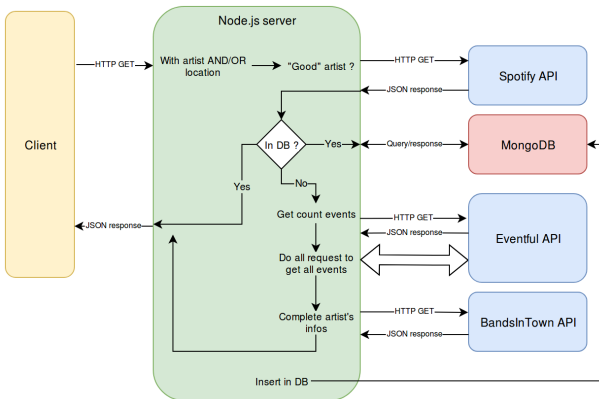 Node.js server
HTTP GET
With artist AND/OR
location
"Good" artist ?
HTTP GET
JSON response
Spotify API
Client
In DB ?
Yes
Query/response
MongoDB
Yes
No
Get count events
HTTP GET
JSON response
Eventful API
JSON response
Do all request to
get all events
Complete artist's
infos
HTTP GET
JSON response
BandsInTown API
Insert in DB